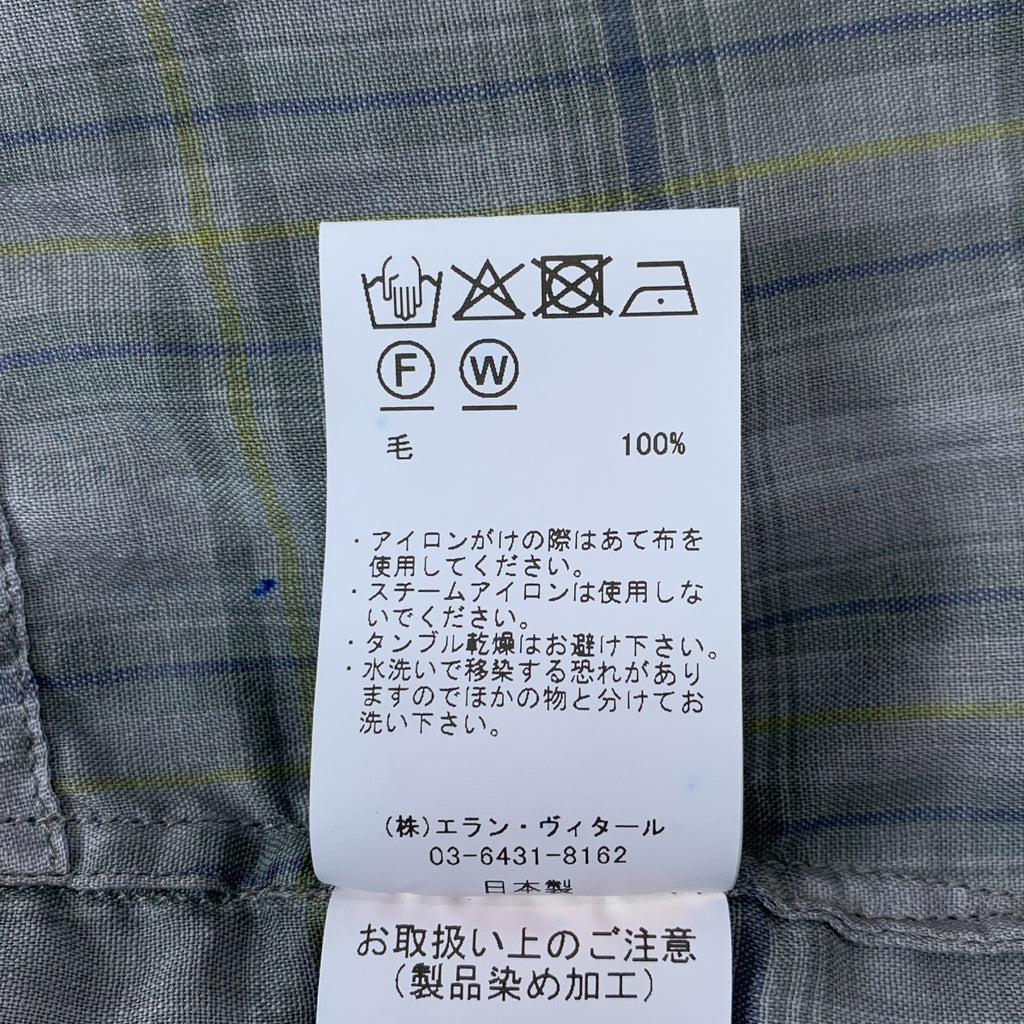 F W
毛 100%
・アイロンがけの際はあて布を
使用してください。
・スチームアイロンは使用しな
いでください。
・タンブル乾燥はお避け下さい。
・水洗いで移染する恐れがあり
ますのでほかの物と分けてお
洗い下さい。
(株)エラン・ヴィタール
03-6431-8162
日本製
お取扱い上のご注意
(製品染め加工)